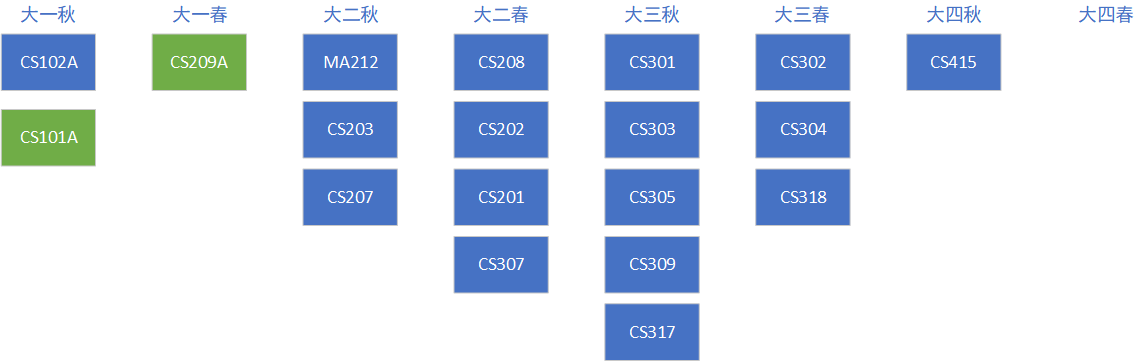 大一秋 大一春 大二秋 大二春 大三秋 大三春 大四秋 大四春
CS102A CS209A MA212 CS208 CS301 CS302 CS415
CS101A CS203 CS202 CS303 CS304
CS207 CS201 CS305 CS318
CS307 CS309
CS317